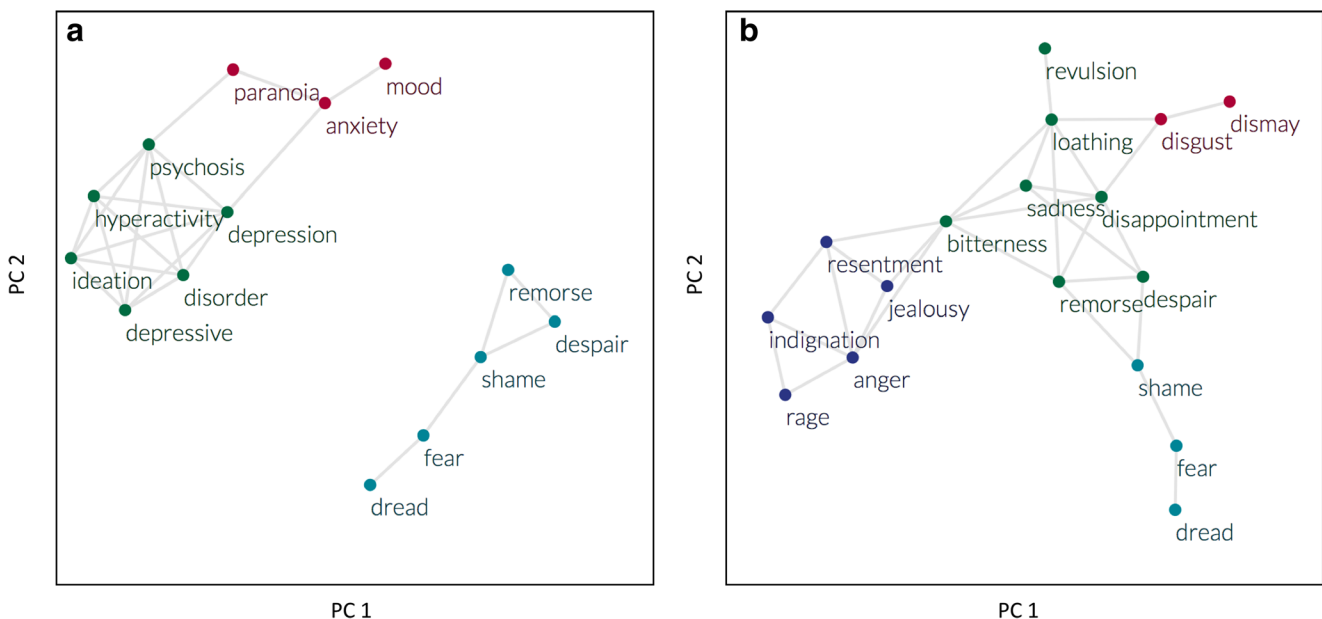 a
mood
paranoia
anxiety
psychosis
hyperactivity
depression
ideation
disorder
depressive
remorse
despair
shame
fear
dread
PC 2
PC 1
b
revulsion
dismay
loathing
disgust
sadness
disappointment
bitterness
resentment
jealousy
remorse
despair
indignation
anger
rage
shame
fear
dread
PC 2
PC 1